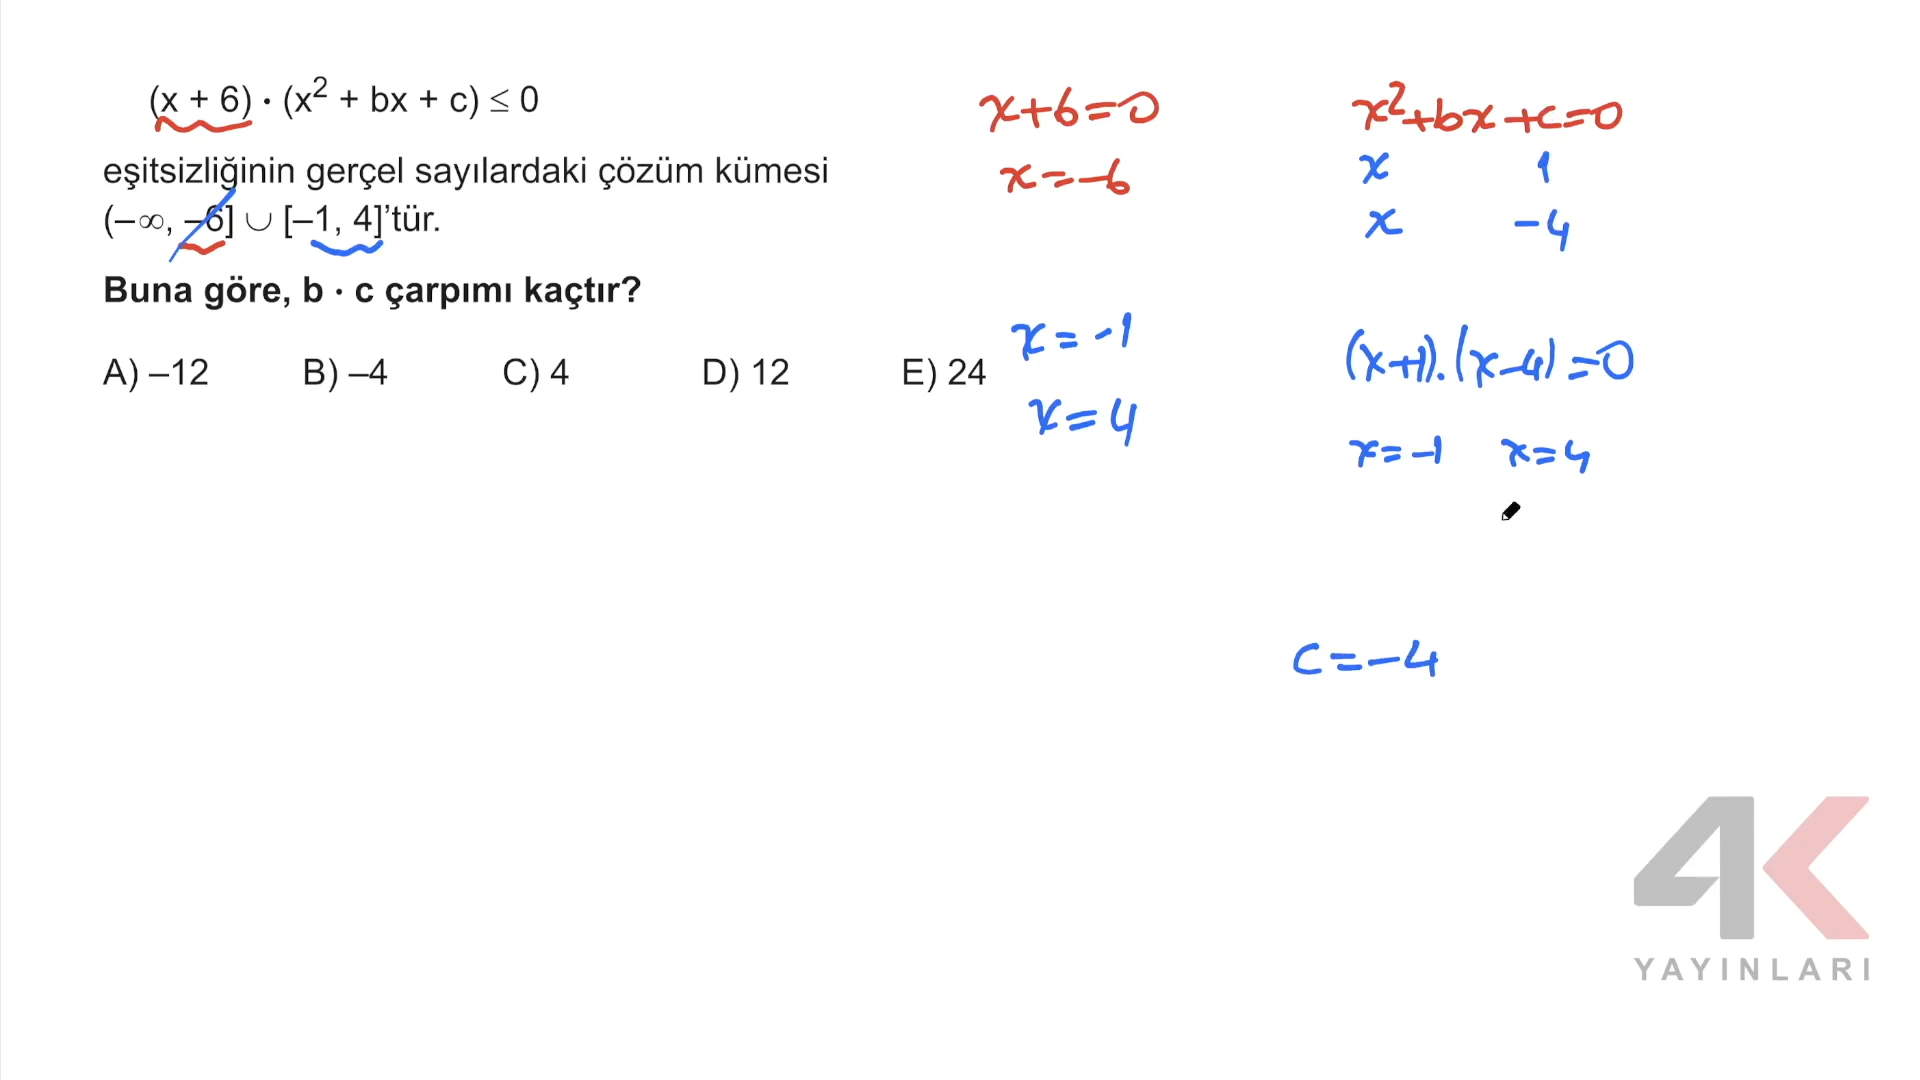 (x + 6) · (x² + bx + c) ≤ 0
eşitsizliğinin gerçel sayılardaki çözüm kümesi
(–∞, –6] ∪ [–1, 4]’tür.
Buna göre, b · c çarpımı kaçtır?
A) –12 B) –4 C) 4 D) 12 E) 24
x+6=0
x=-6
x=-1
x=4
x²+bx+c=0
x 1
x -4
(x+1).(x-4)=0
x=-1 x=4
c=-4
4K
YAYINLARI